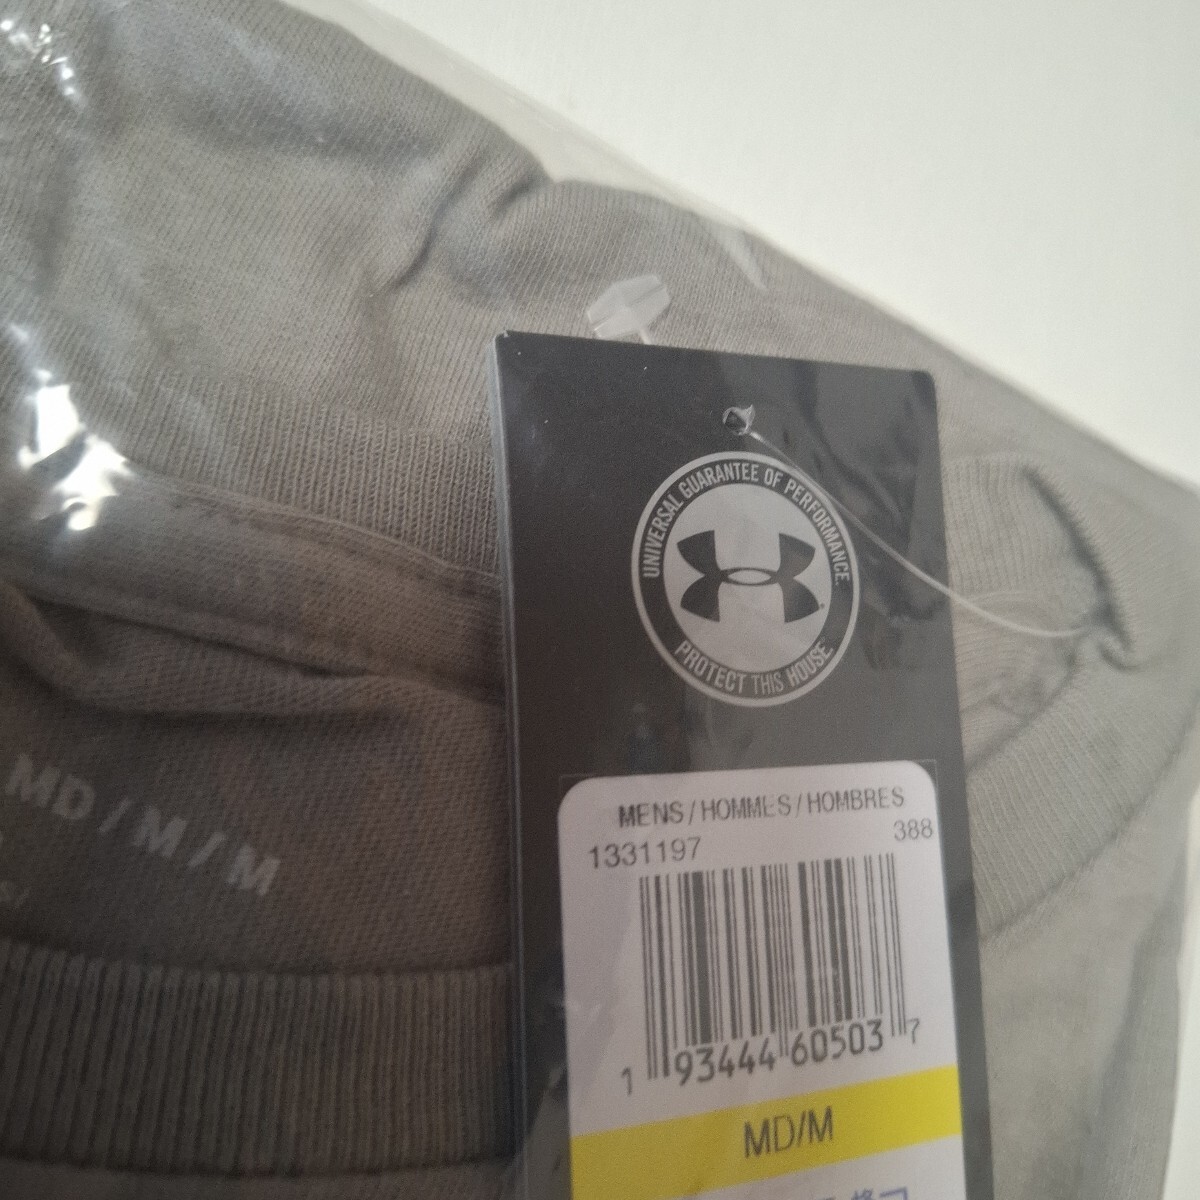 UNIVERSAL GUARANTEE OF PERFORMANCE.
PROTECT THIS HOUSE.
MENS / HOMMES / HOMBRES
1331197 388
1 93444 60503 7
MD/M
MD / M / M